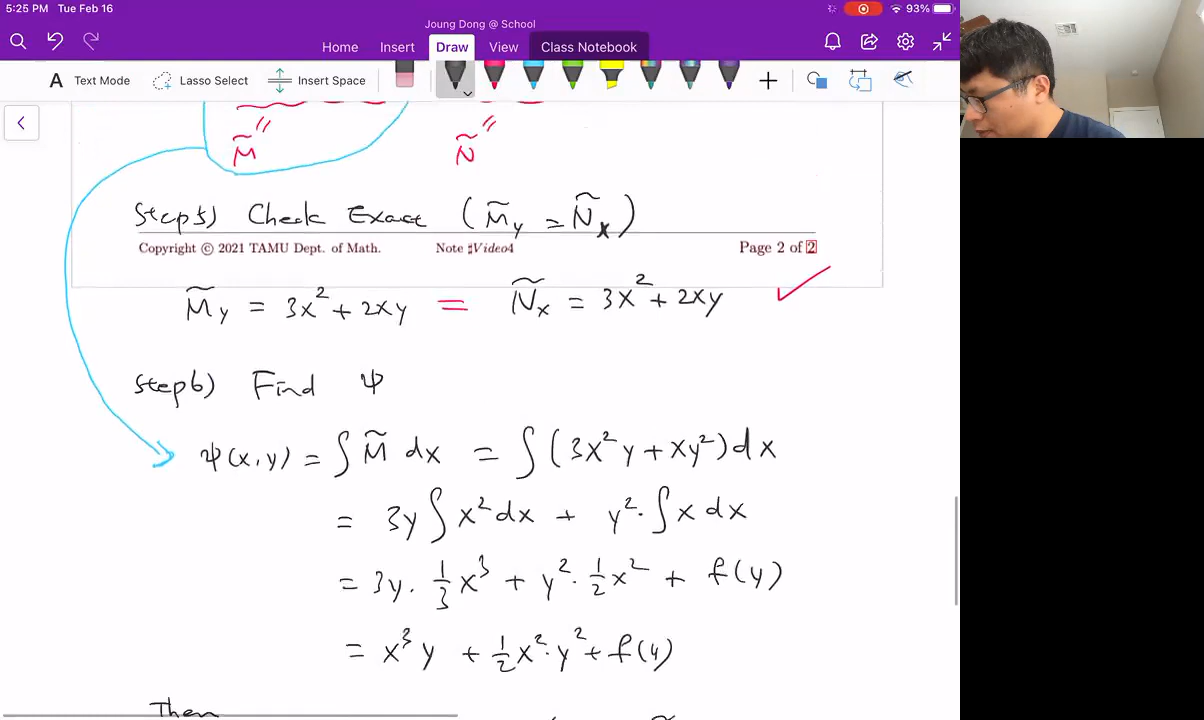 5:25 PM Tue Feb 16
93%
Joung Dong @ School
Home Insert Draw View Class Notebook
A Text Mode Lasso Select Insert Space
M̃ Ñ
Step5) Check Exact (M̃y = Ñx)
Copyright © 2021 TAMU Dept. of Math. Note ♯Video4 Page 2 of 2
M̃y = 3x² + 2xy = Ñx = 3x² + 2xy ✓
Step6) Find Ψ
Ψ(x,y) = ∫ M̃ dx = ∫ (3x²y + xy²) dx
= 3y ∫ x² dx + y² · ∫ x dx
= 3y · 1/3 x³ + y² · 1/2 x² + f(y)
= x³y + 1/2 x² · y² + f(y)
Then